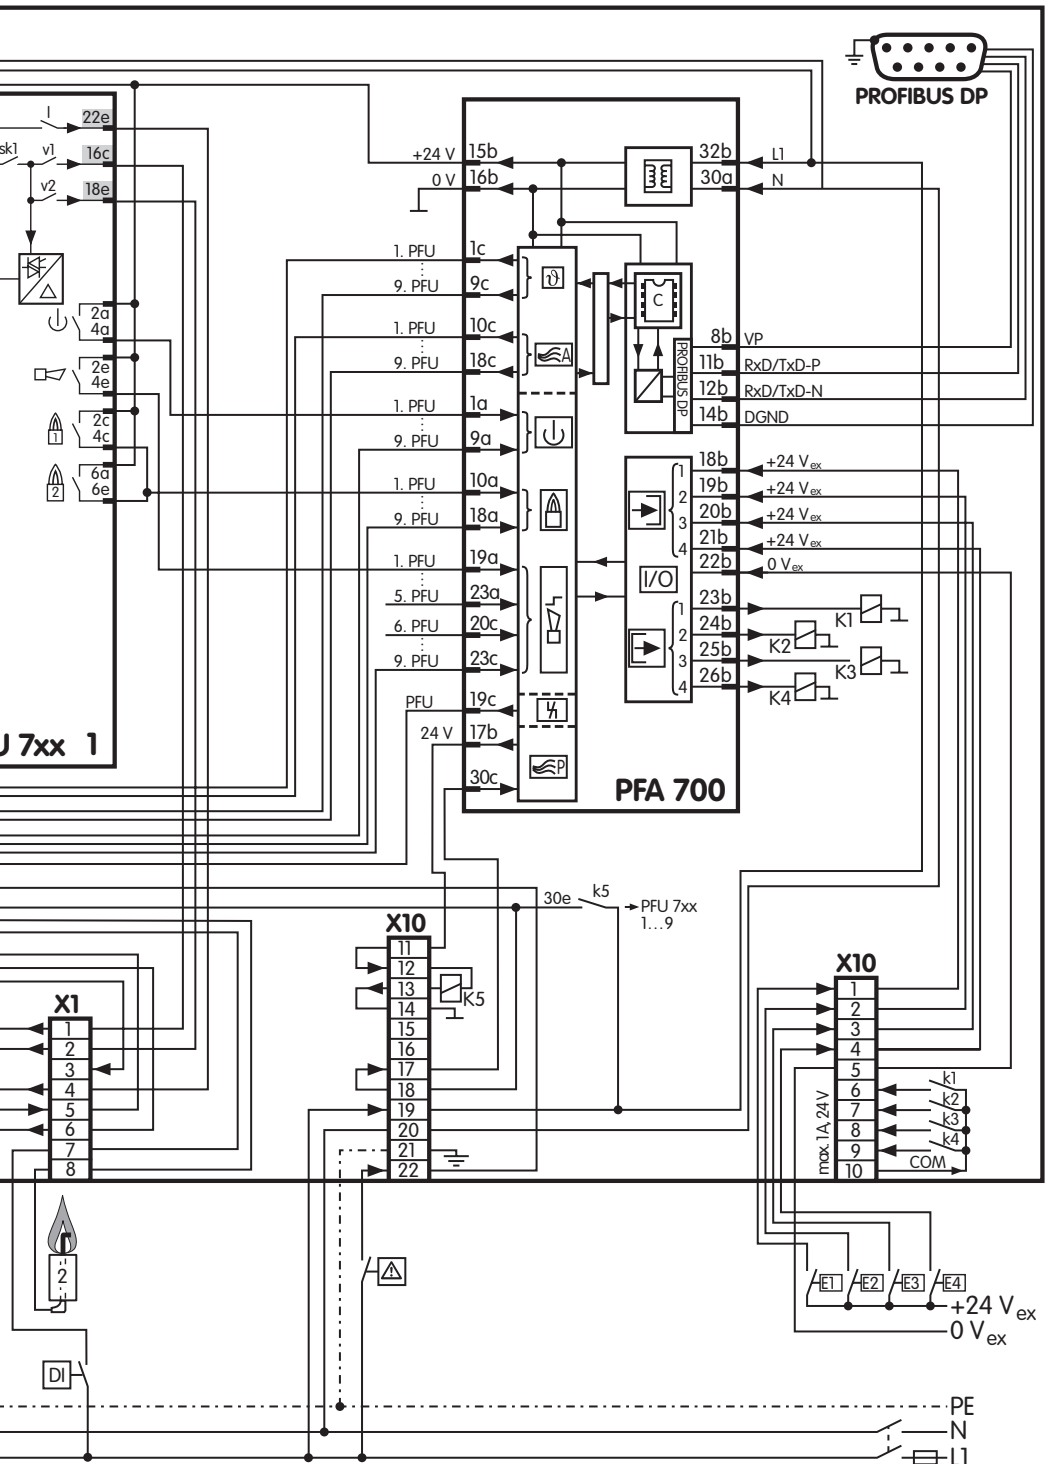 PROFIBUS DP
I
22e
sk1
v1
16c
v2
18e
2a
4a
2e
4e
1
2c
4c
2
6a
6e
U 7xx 1
+24 V
15b
0 V
16b
1. PFU
1c
9. PFU
9c
1. PFU
10c
9. PFU
18c
1. PFU
1a
9. PFU
9a
1. PFU
10a
9. PFU
18a
1. PFU
19a
5. PFU
23a
6. PFU
20c
9. PFU
23c
PFU
19c
24 V
17b
30c
ϑ
A
P
C
PROFIBUS DP
I/O
1
2
3
4
1
2
3
4
32b
L1
30a
N
8b
VP
11b
RxD/TxD-P
12b
RxD/TxD-N
14b
DGND
18b
+24 Vex
19b
+24 Vex
20b
+24 Vex
21b
+24 Vex
22b
0 Vex
23b
K1
24b
K2
25b
K3
26b
K4
PFA 700
30e
k5
PFU 7xx
1...9
X10
11
12
13
14
15
16
17
18
19
20
21
22
K5
X1
1
2
3
4
5
6
7
8
X10
1
2
3
4
5
6
7
8
9
10
max. 1 A, 24 V
k1
k2
k3
k4
COM
2
DI
E1
E2
E3
E4
+24 Vex
0 Vex
PE
N
L1